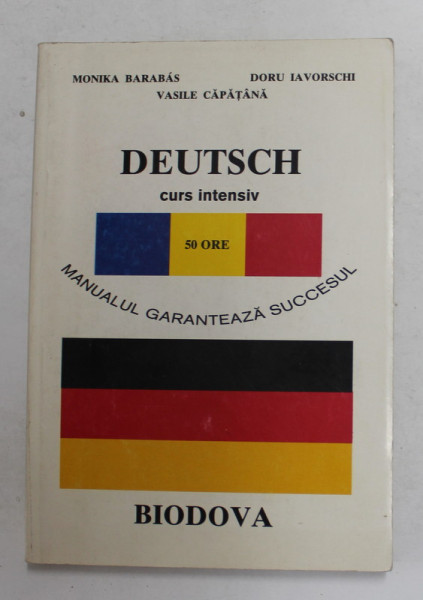 MONIKA BARABÁS DORU IAVORSCHI
VASILE CĂPĂȚÂNĂ
DEUTSCH
curs intensiv
50 ORE
MANUALUL GARANTEAZĂ SUCCESUL
BIODOVA